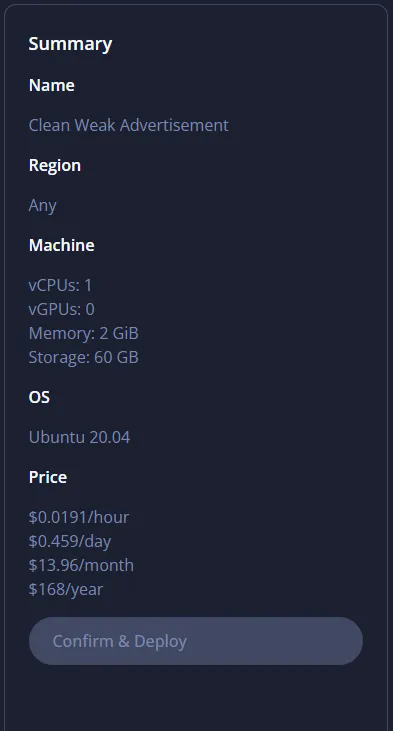 Summary
Name
Clean Weak Advertisement
Region
Any
Machine
vCPUs: 1
vGPUs: 0
Memory: 2 GiB
Storage: 60 GB
OS
Ubuntu 20.04
Price
$0.0191/hour
$0.459/day
$13.96/month
$168/year
Confirm & Deploy